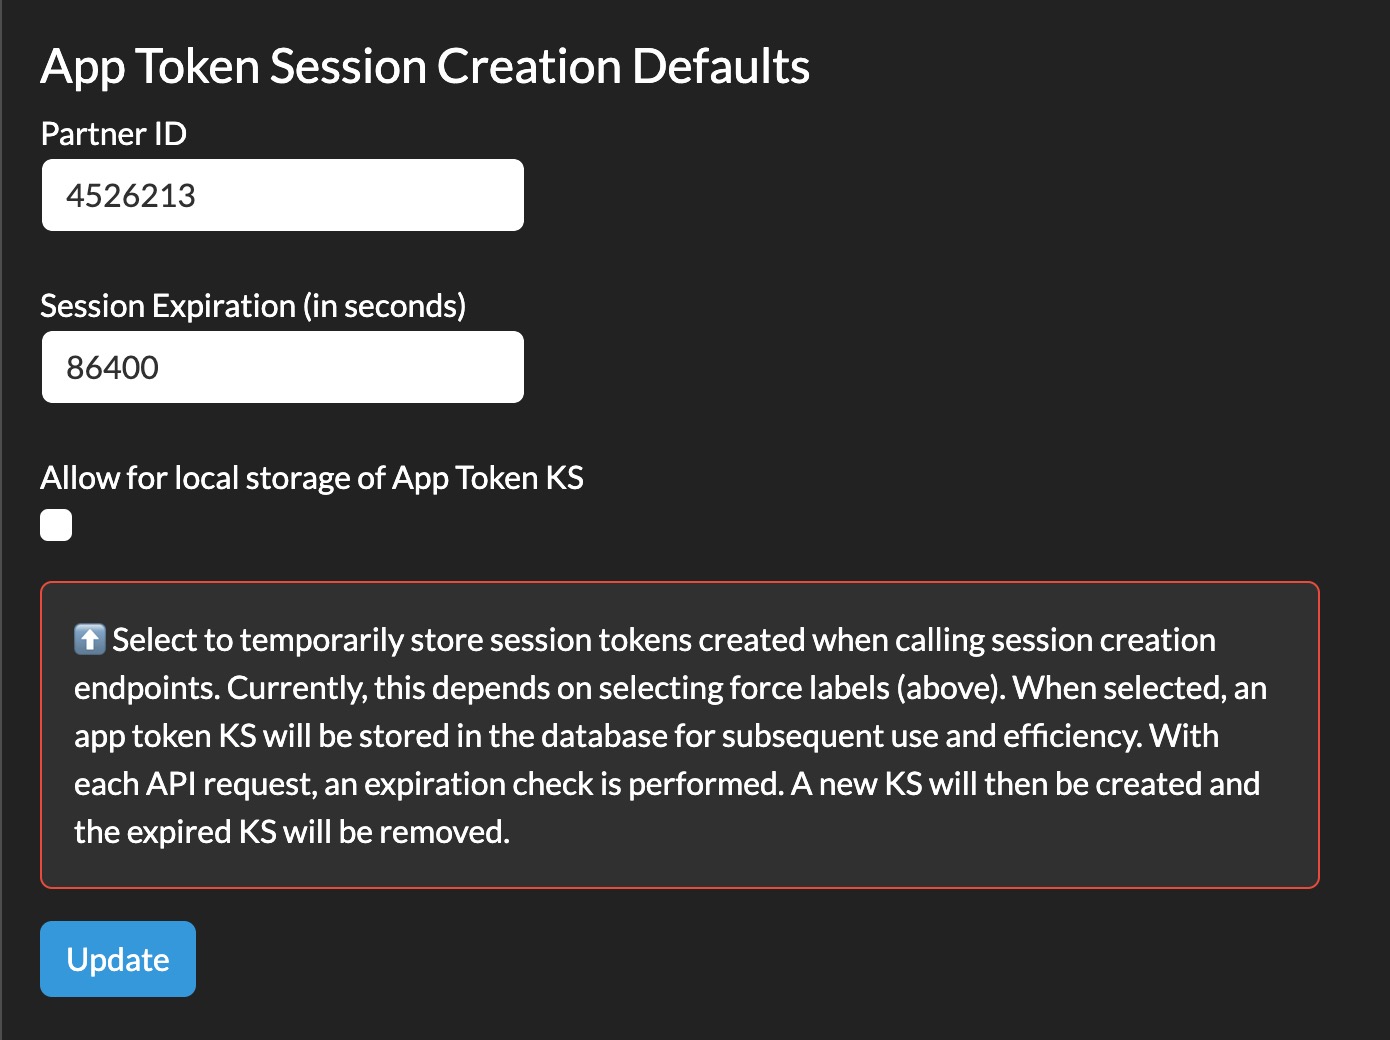 App Token Session Creation Defaults
Partner ID
4526213
Session Expiration (in seconds)
86400
Allow for local storage of App Token KS
⬆️ Select to temporarily store session tokens created when calling session creation
endpoints. Currently, this depends on selecting force labels (above). When selected, an
app token KS will be stored in the database for subsequent use and efficiency. With
each API request, an expiration check is performed. A new KS will then be created and
the expired KS will be removed.
Update